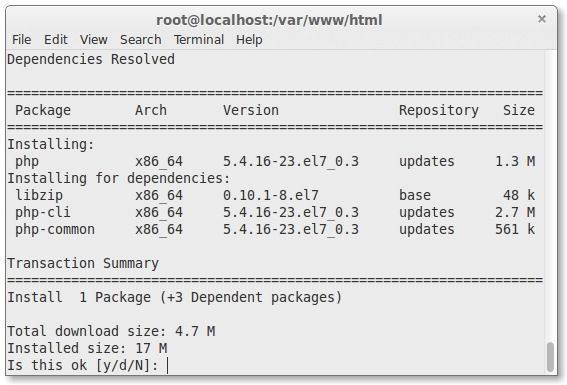 root@localhost:/var/www/html ×
File Edit View Search Terminal Help
Dependencies Resolved
================================================================================
Package Arch Version Repository Size
================================================================================
Installing:
php x86_64 5.4.16-23.el7_0.3 updates 1.3 M
Installing for dependencies:
libzip x86_64 0.10.1-8.el7 base 48 k
php-cli x86_64 5.4.16-23.el7_0.3 updates 2.7 M
php-common x86_64 5.4.16-23.el7_0.3 updates 561 k
Transaction Summary
================================================================================
Install 1 Package (+3 Dependent packages)
Total download size: 4.7 M
Installed size: 17 M
Is this ok [y/d/N]: